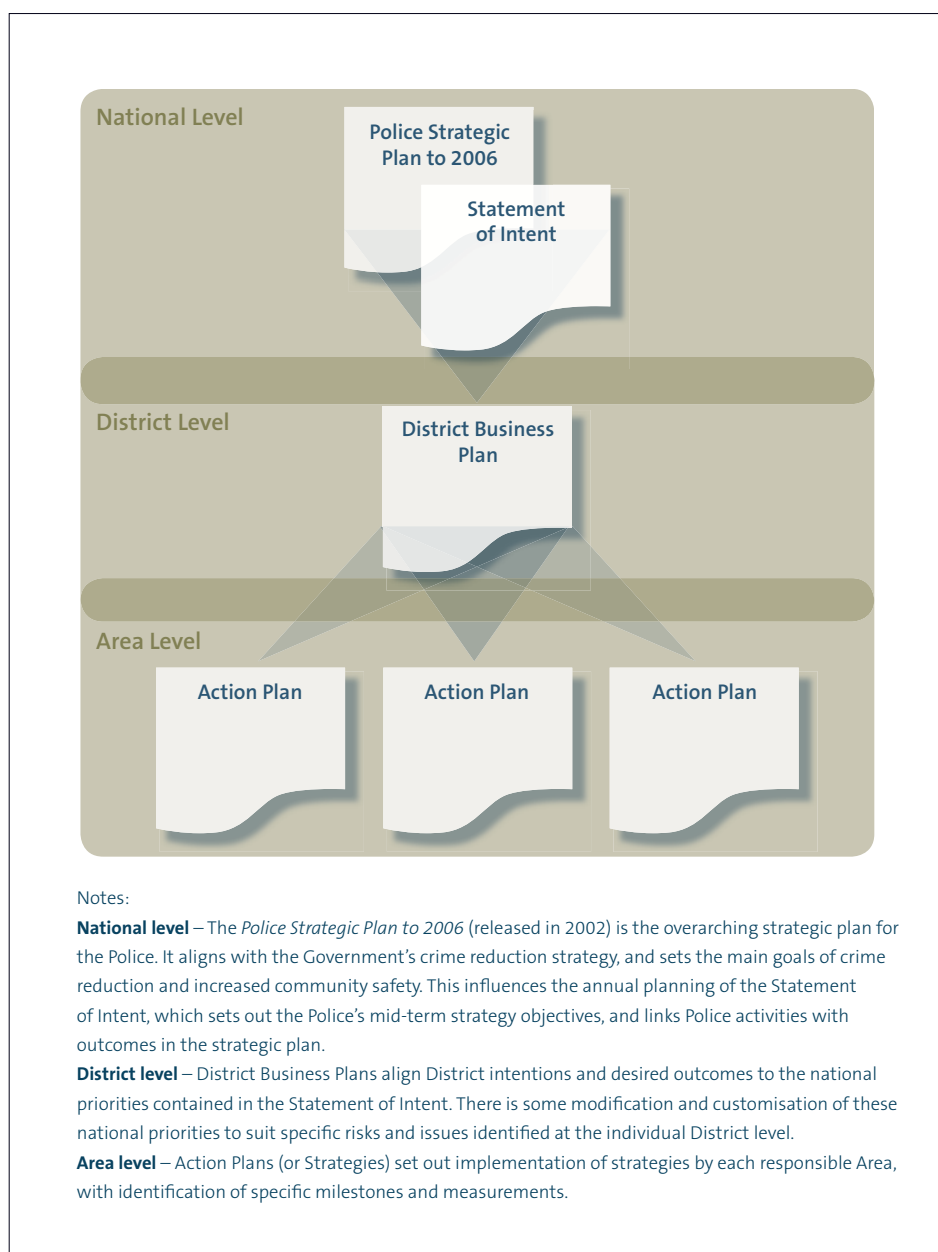 National Level
Police Strategic
Plan to 2006
Statement
of Intent
District Level
District Business
Plan
Area Level
Action Plan
Action Plan
Action Plan
Notes:
National level – The Police Strategic Plan to 2006 (released in 2002) is the overarching strategic plan for
the Police. It aligns with the Government’s crime reduction strategy, and sets the main goals of crime
reduction and increased community safety. This influences the annual planning of the Statement
of Intent, which sets out the Police’s mid-term strategy objectives, and links Police activities with
outcomes in the strategic plan.
District level – District Business Plans align District intentions and desired outcomes to the national
priorities contained in the Statement of Intent. There is some modification and customisation of these
national priorities to suit specific risks and issues identified at the individual District level.
Area level – Action Plans (or Strategies) set out implementation of strategies by each responsible Area,
with identification of specific milestones and measurements.